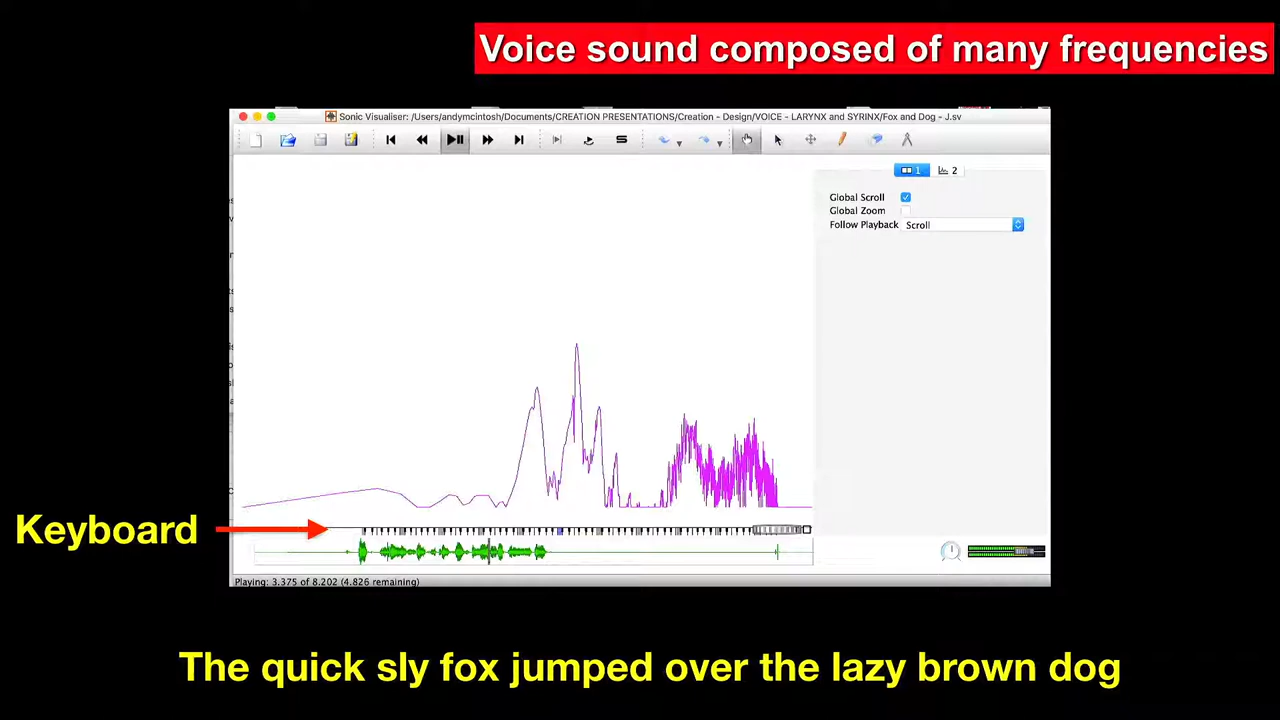 Voice sound composed of many frequencies
Sonic Visualiser: /Users/andymcintosh/Documents/CREATION PRESENTATIONS/Creation - Design/VOICE - LARYNX and SYRINX/Fox and Dog - J.sv
1 2
Global Scroll
Global Zoom
Follow Playback Scroll
Keyboard
Playing: 3.375 of 8.202 (4.826 remaining)
The quick sly fox jumped over the lazy brown dog